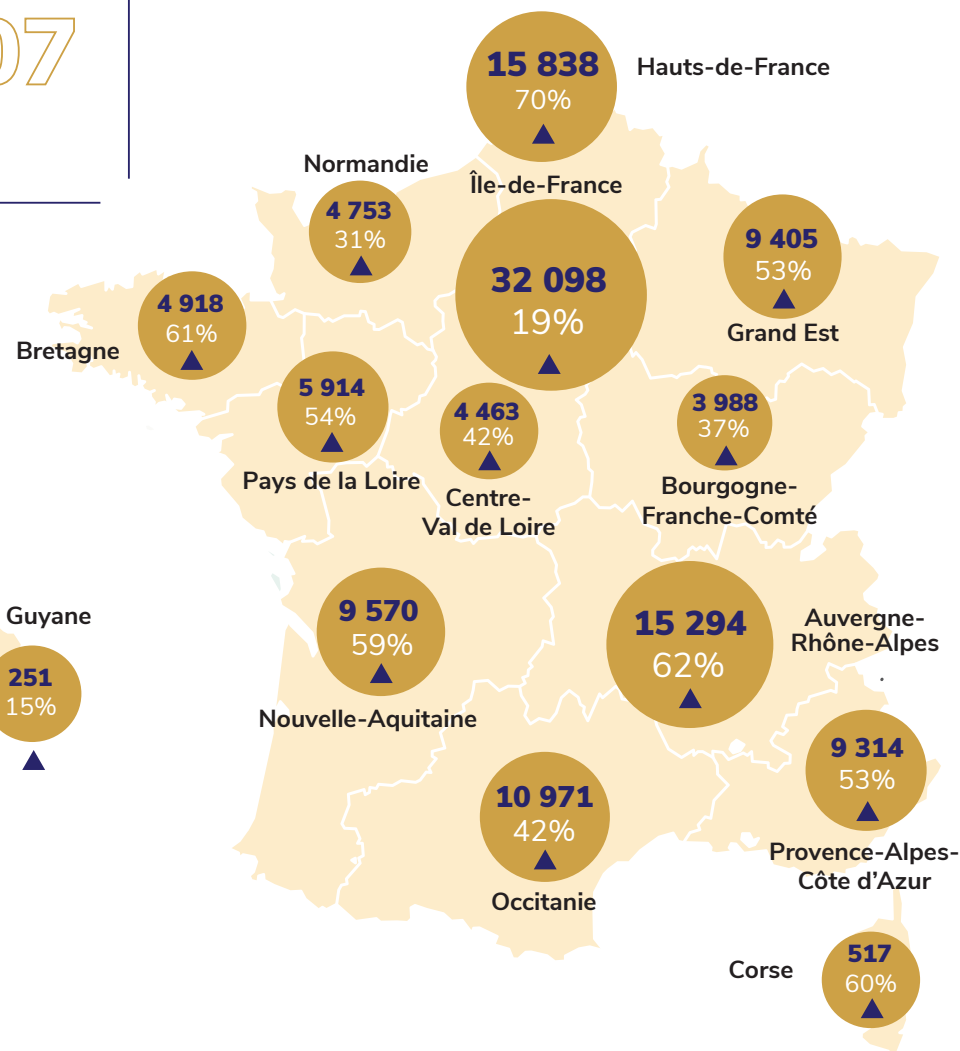 07
15 838
70%
Hauts-de-France
Normandie
4 753
31%
Île-de-France
32 098
19%
9 405
53%
Grand Est
4 918
61%
Bretagne
5 914
54%
Pays de la Loire
4 463
42%
Centre-
Val de Loire
3 988
37%
Bourgogne-
Franche-Comté
Guyane
251
15%
9 570
59%
Nouvelle-Aquitaine
15 294
62%
Auvergne-
Rhône-Alpes
9 314
53%
Provence-Alpes-
Côte d’Azur
10 971
42%
Occitanie
Corse
517
60%